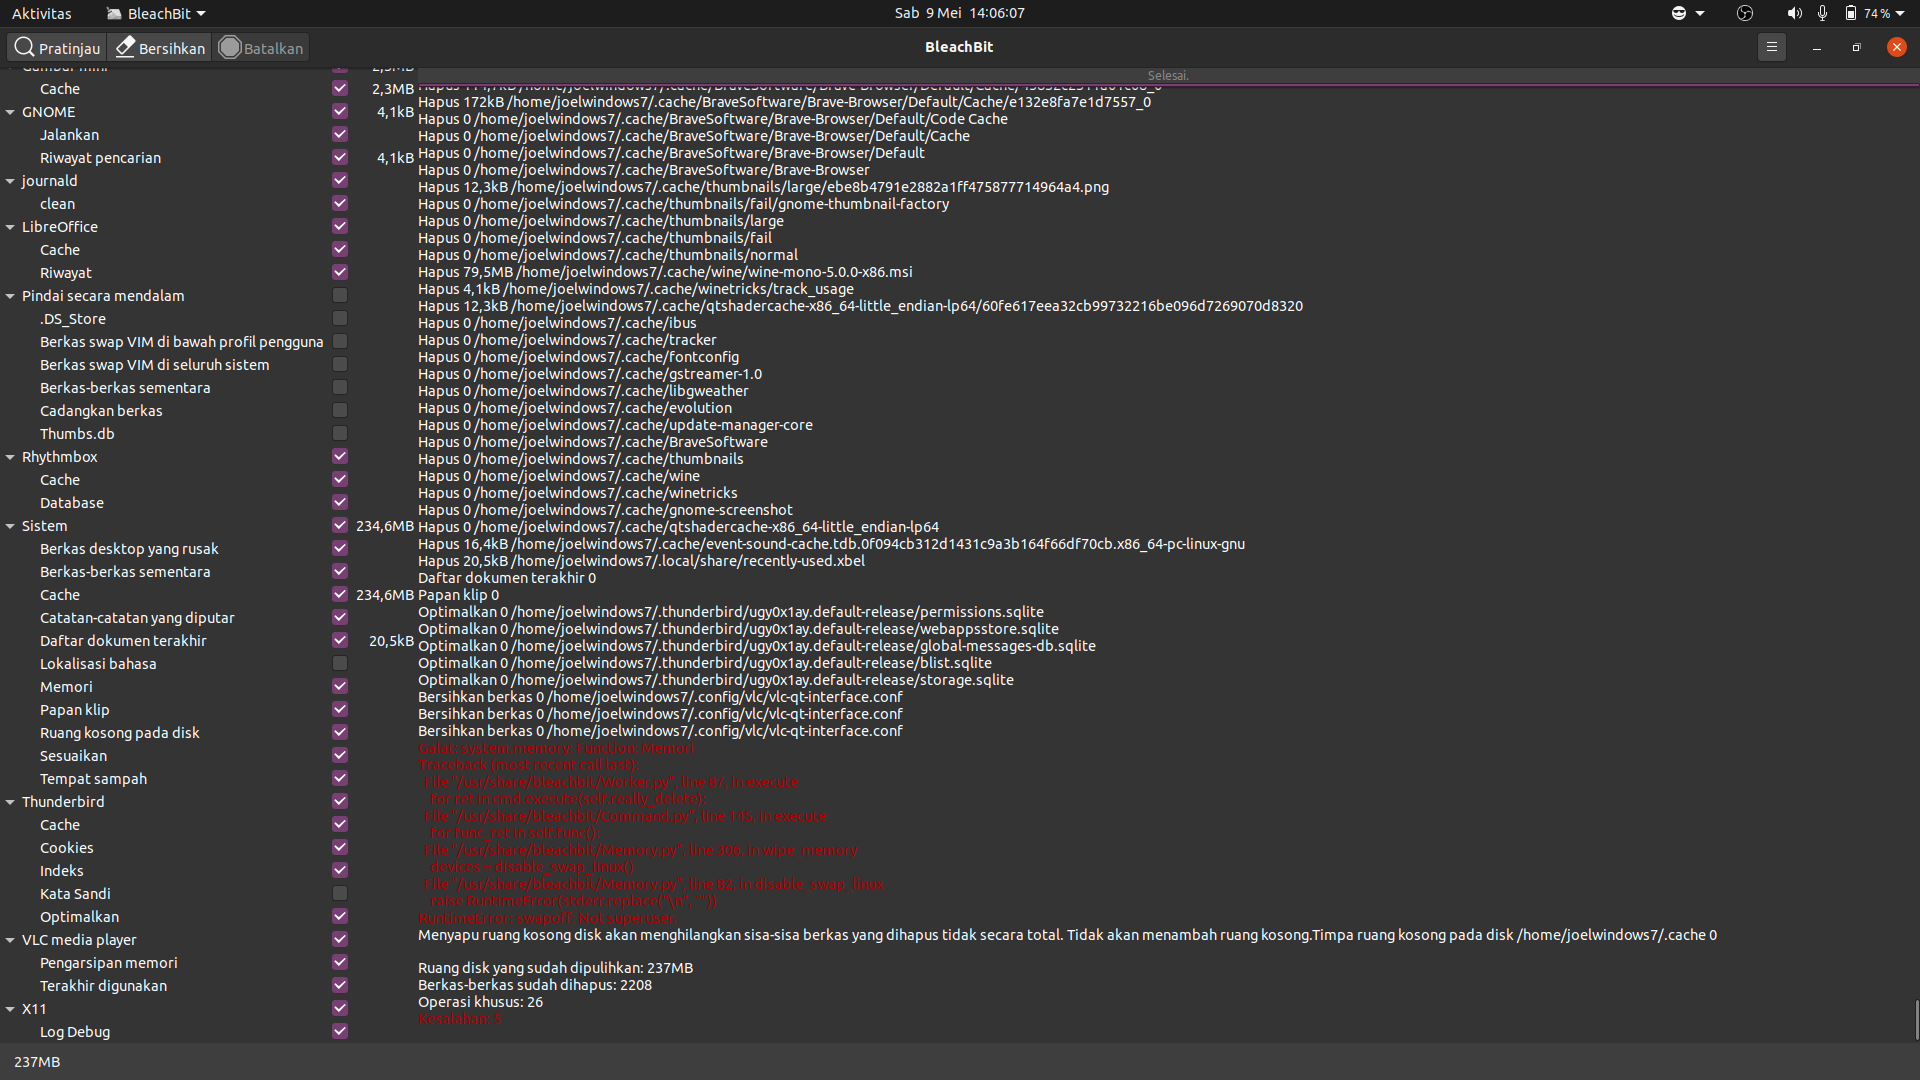 Aktivitas
BleachBit
Sab 9 Mei 14:06:07
74 %
Pratinjau
Bersihkan
Batalkan
BleachBit
Selesai.
2,3MB
Cache 2,3MB
GNOME 4,1kB
Jalankan
Riwayat pencarian 4,1kB
journald
clean
LibreOffice
Cache
Riwayat
Pindai secara mendalam
.DS_Store
Berkas swap VIM di bawah profil pengguna
Berkas swap VIM di seluruh sistem
Berkas-berkas sementara
Cadangkan berkas
Thumbs.db
Rhythmbox
Cache
Database
Sistem 234,6MB
Berkas desktop yang rusak
Berkas-berkas sementara
Cache 234,6MB
Catatan-catatan yang diputar
Daftar dokumen terakhir 20,5kB
Lokalisasi bahasa
Memori
Papan klip
Ruang kosong pada disk
Sesuaikan
Tempat sampah
Thunderbird
Cache
Cookies
Indeks
Kata Sandi
Optimalkan
VLC media player
Pengarsipan memori
Terakhir digunakan
X11
Log Debug
Hapus 172kB /home/joelwindows7/.cache/BraveSoftware/Brave-Browser/Default/Cache/e132e8fa7e1d7557_0
Hapus 0 /home/joelwindows7/.cache/BraveSoftware/Brave-Browser/Default/Code Cache
Hapus 0 /home/joelwindows7/.cache/BraveSoftware/Brave-Browser/Default/Cache
Hapus 0 /home/joelwindows7/.cache/BraveSoftware/Brave-Browser/Default
Hapus 0 /home/joelwindows7/.cache/BraveSoftware/Brave-Browser
Hapus 12,3kB /home/joelwindows7/.cache/thumbnails/large/ebe8b4791e2882a1ff475877714964a4.png
Hapus 0 /home/joelwindows7/.cache/thumbnails/fail/gnome-thumbnail-factory
Hapus 0 /home/joelwindows7/.cache/thumbnails/large
Hapus 0 /home/joelwindows7/.cache/thumbnails/fail
Hapus 0 /home/joelwindows7/.cache/thumbnails/normal
Hapus 79,5MB /home/joelwindows7/.cache/wine/wine-mono-5.0.0-x86.msi
Hapus 4,1kB /home/joelwindows7/.cache/winetricks/track_usage
Hapus 12,3kB /home/joelwindows7/.cache/qtshadercache-x86_64-little_endian-lp64/60fe617eea32cb99732216be096d7269070d8320
Hapus 0 /home/joelwindows7/.cache/ibus
Hapus 0 /home/joelwindows7/.cache/tracker
Hapus 0 /home/joelwindows7/.cache/fontconfig
Hapus 0 /home/joelwindows7/.cache/gstreamer-1.0
Hapus 0 /home/joelwindows7/.cache/libgweather
Hapus 0 /home/joelwindows7/.cache/evolution
Hapus 0 /home/joelwindows7/.cache/update-manager-core
Hapus 0 /home/joelwindows7/.cache/BraveSoftware
Hapus 0 /home/joelwindows7/.cache/thumbnails
Hapus 0 /home/joelwindows7/.cache/wine
Hapus 0 /home/joelwindows7/.cache/winetricks
Hapus 0 /home/joelwindows7/.cache/gnome-screenshot
Hapus 0 /home/joelwindows7/.cache/qtshadercache-x86_64-little_endian-lp64
Hapus 16,4kB /home/joelwindows7/.cache/event-sound-cache.tdb.0f094cb312d1431c9a3b164f66df70cb.x86_64-pc-linux-gnu
Hapus 20,5kB /home/joelwindows7/.local/share/recently-used.xbel
Daftar dokumen terakhir 0
Papan klip 0
Optimalkan 0 /home/joelwindows7/.thunderbird/ugy0x1ay.default-release/permissions.sqlite
Optimalkan 0 /home/joelwindows7/.thunderbird/ugy0x1ay.default-release/webappsstore.sqlite
Optimalkan 0 /home/joelwindows7/.thunderbird/ugy0x1ay.default-release/global-messages-db.sqlite
Optimalkan 0 /home/joelwindows7/.thunderbird/ugy0x1ay.default-release/blist.sqlite
Optimalkan 0 /home/joelwindows7/.thunderbird/ugy0x1ay.default-release/storage.sqlite
Bersihkan berkas 0 /home/joelwindows7/.config/vlc/vlc-qt-interface.conf
Bersihkan berkas 0 /home/joelwindows7/.config/vlc/vlc-qt-interface.conf
Bersihkan berkas 0 /home/joelwindows7/.config/vlc/vlc-qt-interface.conf
Galat: system.memory: Function: Memori
Traceback (most recent call last):
File "/usr/share/bleachbit/Worker.py", line 87, in execute
for ret in cmd.execute(self.really_delete):
File "/usr/share/bleachbit/Command.py", line 145, in execute
for func_ret in self.func():
File "/usr/share/bleachbit/Memory.py", line 306, in wipe_memory
devices = disable_swap_linux()
File "/usr/share/bleachbit/Memory.py", line 82, in disable_swap_linux
raise RuntimeError(stderr.replace("\n", ""))
RuntimeError: swapoff: Not superuser.
Menyapu ruang kosong disk akan menghilangkan sisa-sisa berkas yang dihapus tidak secara total. Tidak akan menambah ruang kosong.Timpa ruang kosong pada disk /home/joelwindows7/.cache 0
Ruang disk yang sudah dipulihkan: 237MB
Berkas-berkas sudah dihapus: 2208
Operasi khusus: 26
Kesalahan: 5
237MB